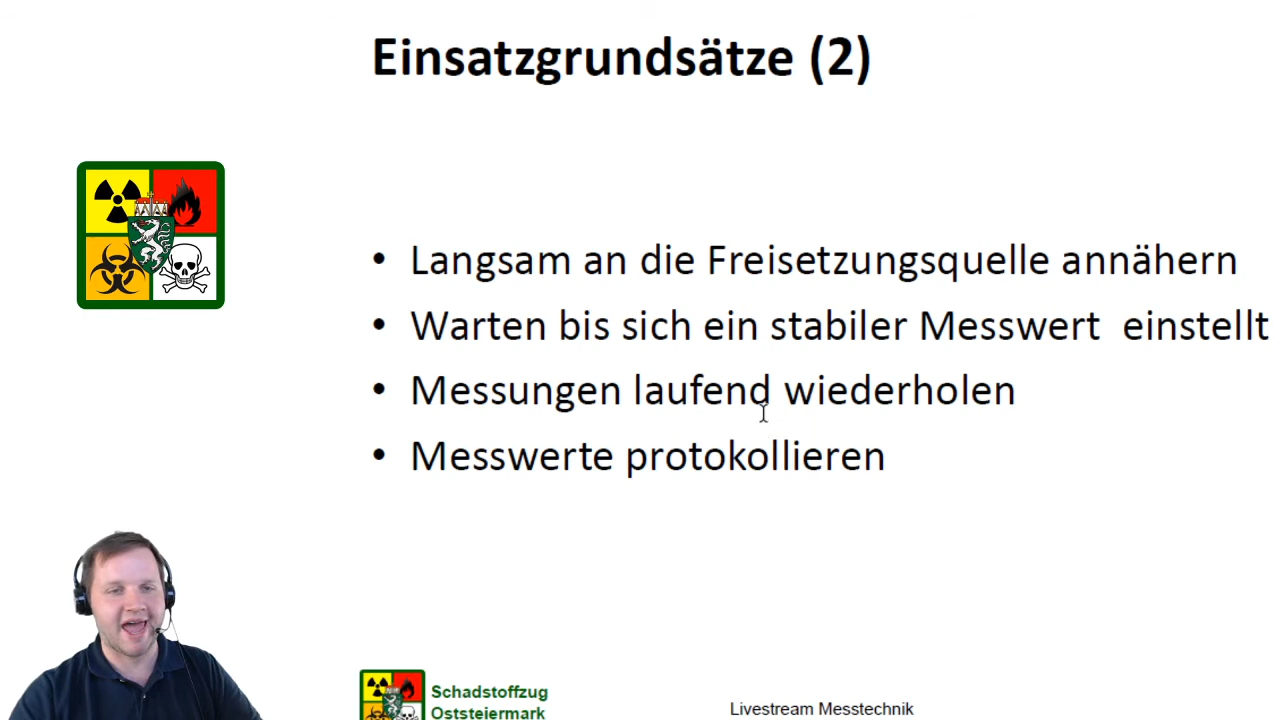 Einsatzgrundsätze (2)
• Langsam an die Freisetzungsquelle annähern
• Warten bis sich ein stabiler Messwert  einstellt
• Messungen laufend wiederholen
• Messwerte protokollieren
Schadstoffzug
Oststeiermark
Livestream Messtechnik